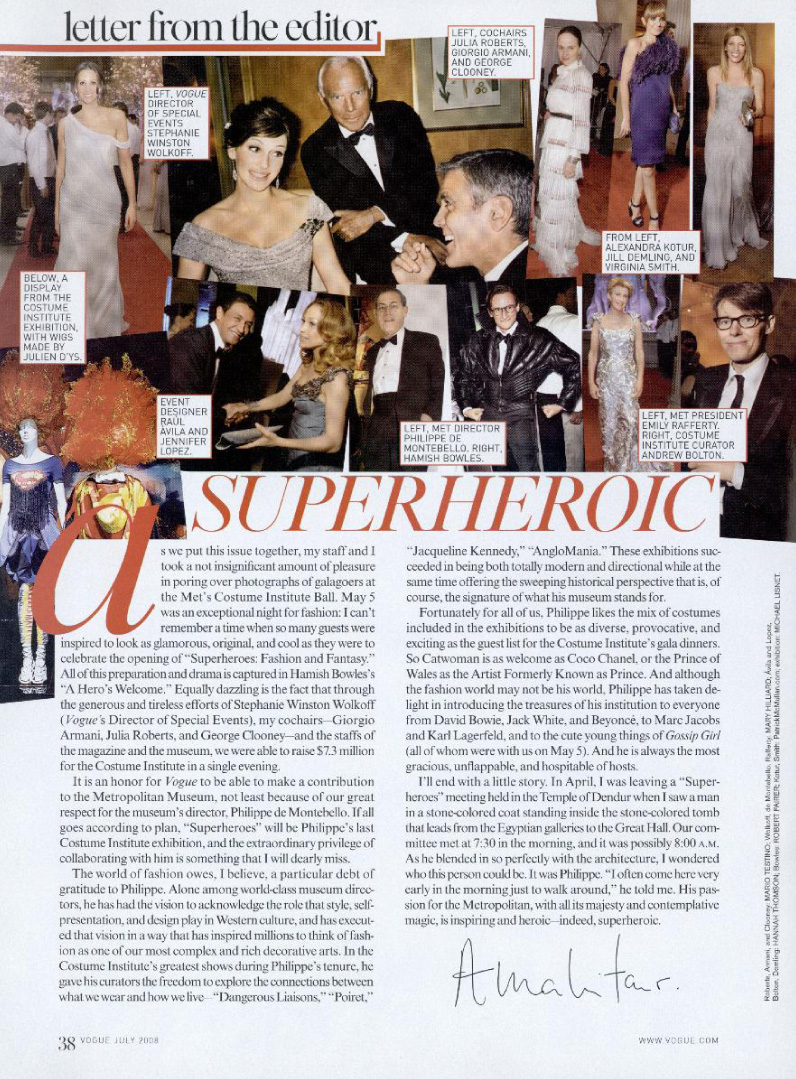 letter from the editor
LEFT, COCHAIRS
JULIA ROBERTS,
GIORGIO ARMANI,
AND GEORGE
CLOONEY.
LEFT, VOGUE
DIRECTOR
OF SPECIAL
EVENTS
STEPHANIE
WINSTON
WOLKOFF.
FROM LEFT,
ALEXANDRA KOTUR,
JILL DEMLING, AND
VIRGINIA SMITH.
BELOW, A
DISPLAY
FROM THE
COSTUME
INSTITUTE
EXHIBITION,
WITH WIGS
MADE BY
JULIEN D'YS.
EVENT
DESIGNER
RAÚL
ÀVILA AND
JENNIFER
LOPEZ.
LEFT, MET DIRECTOR
PHILIPPE DE
MONTEBELLO. RIGHT,
HAMISH BOWLES.
LEFT, MET PRESIDENT
EMILY RAFFERTY.
RIGHT, COSTUME
INSTITUTE CURATOR
ANDREW BOLTON.
SUPERHEROIC
as we put this issue together, my staff and I
took a not insignificant amount of pleasure
in poring over photographs of galagoers at
the Met's Costume Institute Ball. May 5
was an exceptional night for fashion: I can't
remember a time when so many guests were
inspired to look as glamorous, original, and cool as they were to
celebrate the opening of "Superheroes: Fashion and Fantasy."
All of this preparation and drama is captured in Hamish Bowles's
"A Hero's Welcome." Equally dazzling is the fact that through
the generous and tireless efforts of Stephanie Winston Wolkoff
(Vogue's Director of Special Events), my cochairs—Giorgio
Armani, Julia Roberts, and George Clooney—and the staffs of
the magazine and the museum, we were able to raise $7.3 million
for the Costume Institute in a single evening.
It is an honor for Vogue to be able to make a contribution
to the Metropolitan Museum, not least because of our great
respect for the museum's director, Philippe de Montebello. If all
goes according to plan, "Superheroes" will be Philippe's last
Costume Institute exhibition, and the extraordinary privilege of
collaborating with him is something that I will dearly miss.
The world of fashion owes, I believe, a particular debt of
gratitude to Philippe. Alone among world-class museum direc-
tors, he has had the vision to acknowledge the role that style, self-
presentation, and design play in Western culture, and has execut-
ed that vision in a way that has inspired millions to think of fash-
ion as one of our most complex and rich decorative arts. In the
Costume Institute's greatest shows during Philippe's tenure, he
gave his curators the freedom to explore the connections between
what we wear and how we live—"Dangerous Liaisons," "Poiret,"
"Jacqueline Kennedy," "AngloMania." These exhibitions suc-
ceeded in being both totally modern and directional while at the
same time offering the sweeping historical perspective that is, of
course, the signature of what his museum stands for.
Fortunately for all of us, Philippe likes the mix of costumes
included in the exhibitions to be as diverse, provocative, and
exciting as the guest list for the Costume Institute's gala dinners.
So Catwoman is as welcome as Coco Chanel, or the Prince of
Wales as the Artist Formerly Known as Prince. And although
the fashion world may not be his world, Philippe has taken de-
light in introducing the treasures of his institution to everyone
from David Bowie, Jack White, and Beyoncé, to Marc Jacobs
and Karl Lagerfeld, and to the cute young things of Gossip Girl
(all of whom were with us on May 5). And he is always the most
gracious, unflappable, and hospitable of hosts.
I'll end with a little story. In April, I was leaving a "Super-
heroes" meeting held in the Temple of Dendur when I saw a man
in a stone-colored coat standing inside the stone-colored tomb
that leads from the Egyptian galleries to the Great Hall. Our com-
mittee met at 7:30 in the morning, and it was possibly 8:00 A.M.
As he blended in so perfectly with the architecture, I wondered
who this person could be. It was Philippe. "I often come here very
early in the morning just to walk around," he told me. His pas-
sion for the Metropolitan, with all its majesty and contemplative
magic, is inspiring and heroic—indeed, superheroic.
Roberts, Armani, and Clooney: MARIO TESTINO; Wolkoff, de Montebello, Rafferty: MARY HILLIARD; Àvila and Lopez,
Bolton, Demling: HANNAH THOMSON; Bowles: ROBERT FAIRER; Kotur, Smith: PatrickMcMullan.com; exhibition: MICHAEL LISNET.
38 VOGUE JULY 2008
WWW.VOGUE.COM